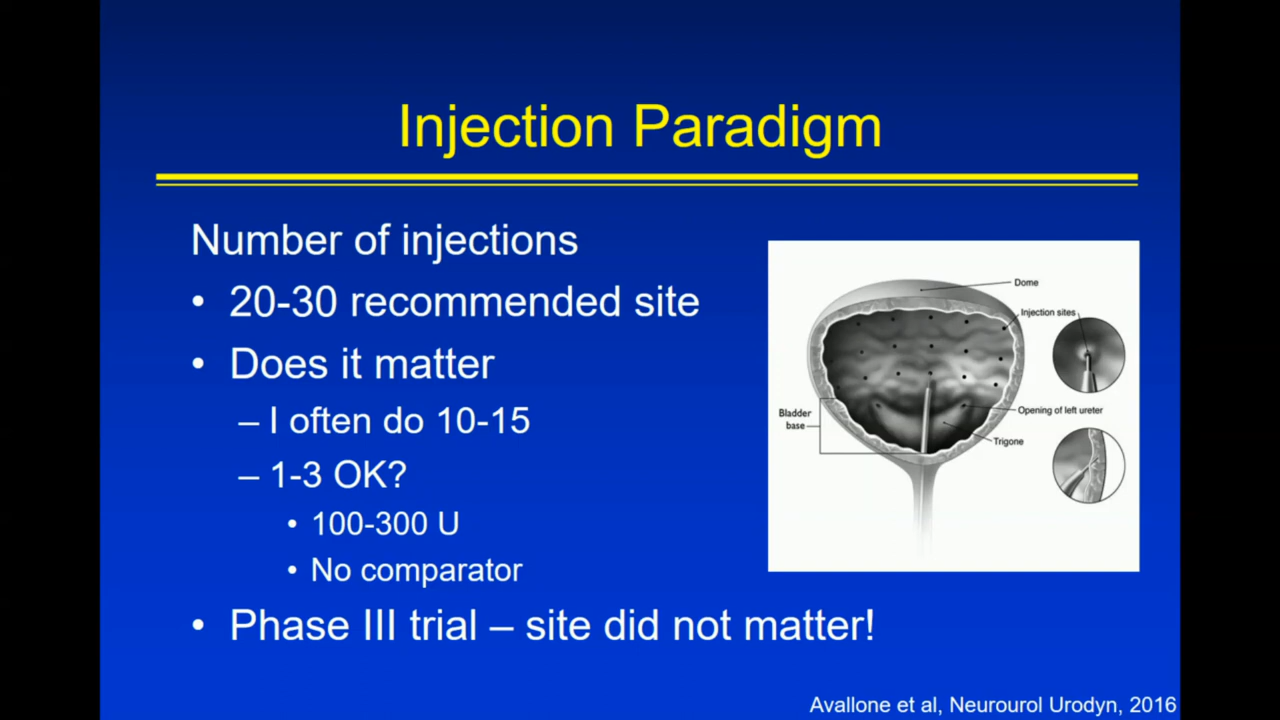 Injection Paradigm
Number of injections
• 20-30 recommended site
• Does it matter
– I often do 10-15
– 1-3 OK?
• 100-300 U
• No comparator
• Phase III trial – site did not matter!
Dome
Injection sites
Bladder
base
Opening of left ureter
Trigone
Avallone et al, Neurourol Urodyn, 2016